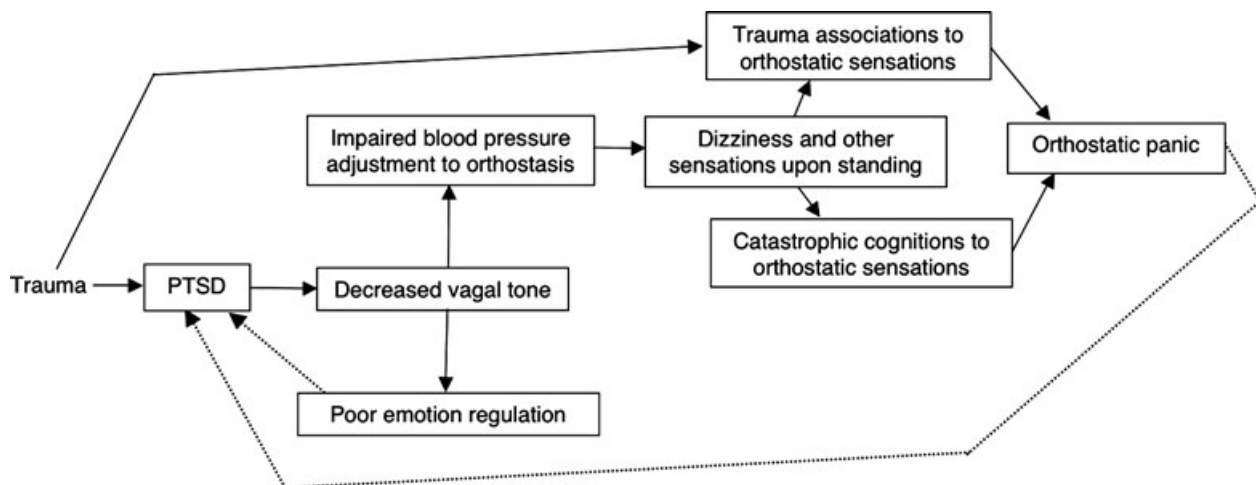 Trauma associations to
orthostatic sensations
Impaired blood pressure
adjustment to orthostasis
Dizziness and other
sensations upon standing
Orthostatic panic
Catastrophic cognitions to
orthostatic sensations
Trauma
PTSD
Decreased vagal tone
Poor emotion regulation